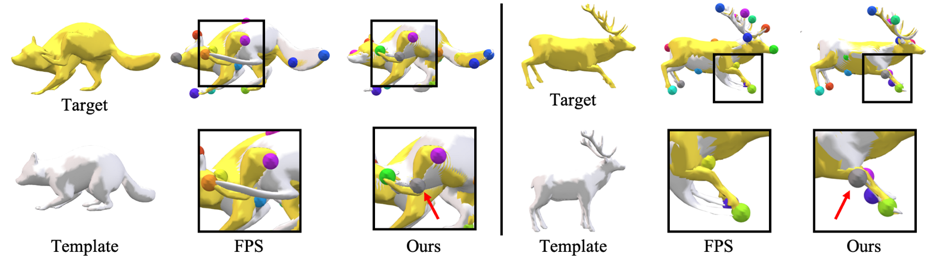 Target
Target
Template
FPS
Ours
Template
FPS
Ours